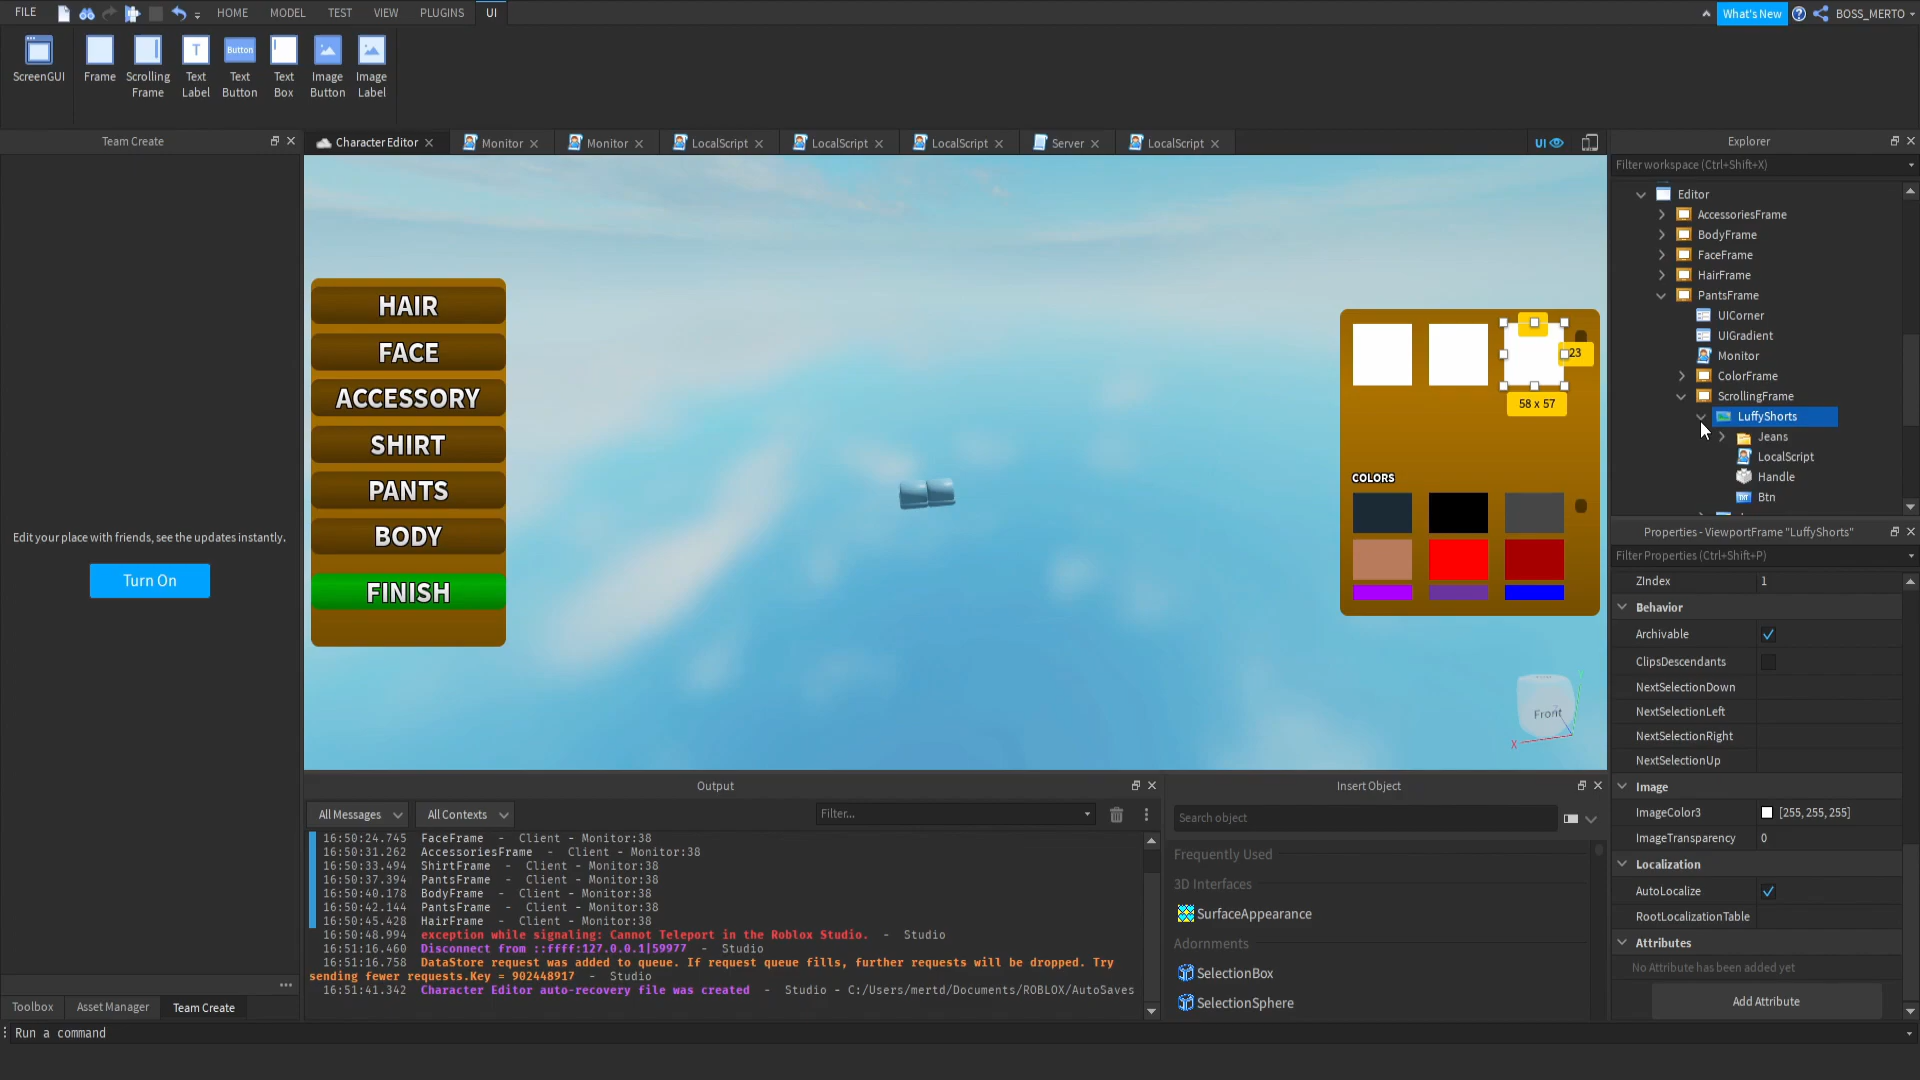 FILE
HOME
MODEL
TEST
VIEW
PLUGINS
UI
What's New
BOSS_MERTO
ScreenGUI
Frame
Scrolling Frame
Text Label
Button
Text Button
Text Box
Image Button
Image Label
Team Create
Character Editor
Monitor
Monitor
LocalScript
LocalScript
LocalScript
Server
LocalScript
UI
Explorer
Filter workspace (Ctrl+Shift+X)
Editor
AccessoriesFrame
BodyFrame
FaceFrame
HairFrame
PantsFrame
UICorner
UIGradient
Monitor
ColorFrame
ScrollingFrame
LuffyShorts
Jeans
LocalScript
Handle
Btn
HAIR
FACE
ACCESSORY
SHIRT
PANTS
BODY
FINISH
23
58 x 57
COLORS
Front
X
Edit your place with friends, see the updates instantly.
Turn On
Properties - ViewportFrame "LuffyShorts"
Filter Properties (Ctrl+Shift+P)
ZIndex 1
Behavior
Archivable
ClipsDescendants
NextSelectionDown
NextSelectionLeft
NextSelectionRight
NextSelectionUp
Image
ImageColor3 [255, 255, 255]
ImageTransparency 0
Localization
AutoLocalize
RootLocalizationTable
Attributes
No Attribute has been added yet
Add Attribute
Output
All Messages
All Contexts
Filter...
16:50:24.745 FaceFrame - Client - Monitor:38
16:50:31.262 AccessoriesFrame - Client - Monitor:38
16:50:33.494 ShirtFrame - Client - Monitor:38
16:50:37.394 PantsFrame - Client - Monitor:38
16:50:40.178 BodyFrame - Client - Monitor:38
16:50:42.144 PantsFrame - Client - Monitor:38
16:50:45.428 HairFrame - Client - Monitor:38
16:50:48.994 exception while signaling: Cannot Teleport in the Roblox Studio. - Studio
16:51:16.460 Disconnect from ::ffff:127.0.0.1|59977 - Studio
16:51:16.758 DataStore request was added to queue. If request queue fills, further requests will be dropped. Try
sending fewer requests.Key = 902448917 - Studio
16:51:41.342 Character Editor auto-recovery file was created - Studio - C:/Users/mertd/Documents/ROBLOX/AutoSaves
Insert Object
Search object
Frequently Used
3D Interfaces
SurfaceAppearance
Adornments
SelectionBox
SelectionSphere
Toolbox
Asset Manager
Team Create
Run a command